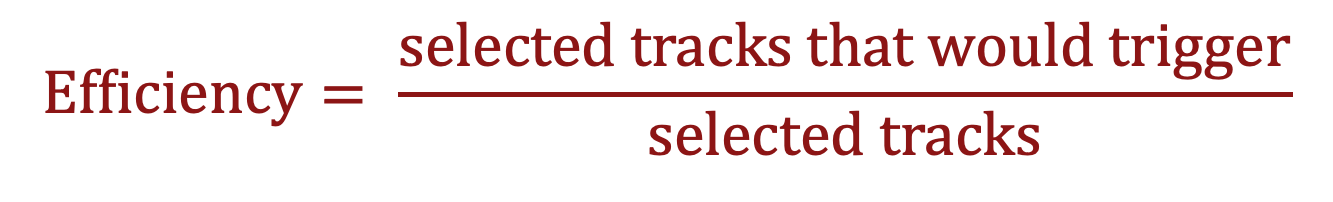 selected tracks that would trigger
Efficiency =
selected tracks